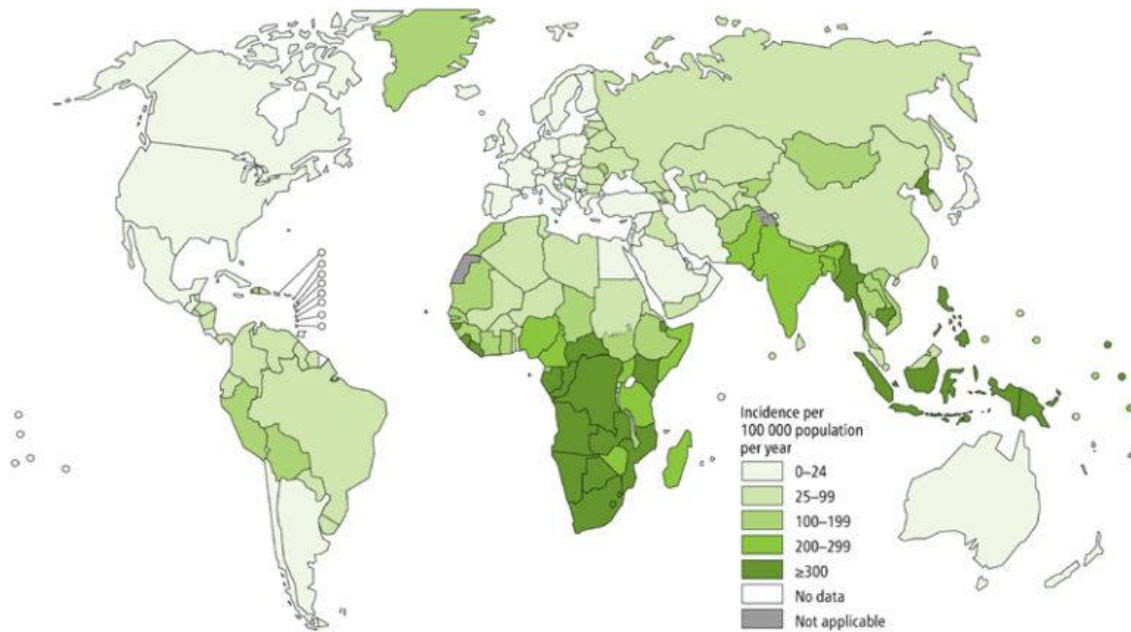 Incidence per
100 000 population
per year
0–24
25–99
100–199
200–299
≥300
No data
Not applicable